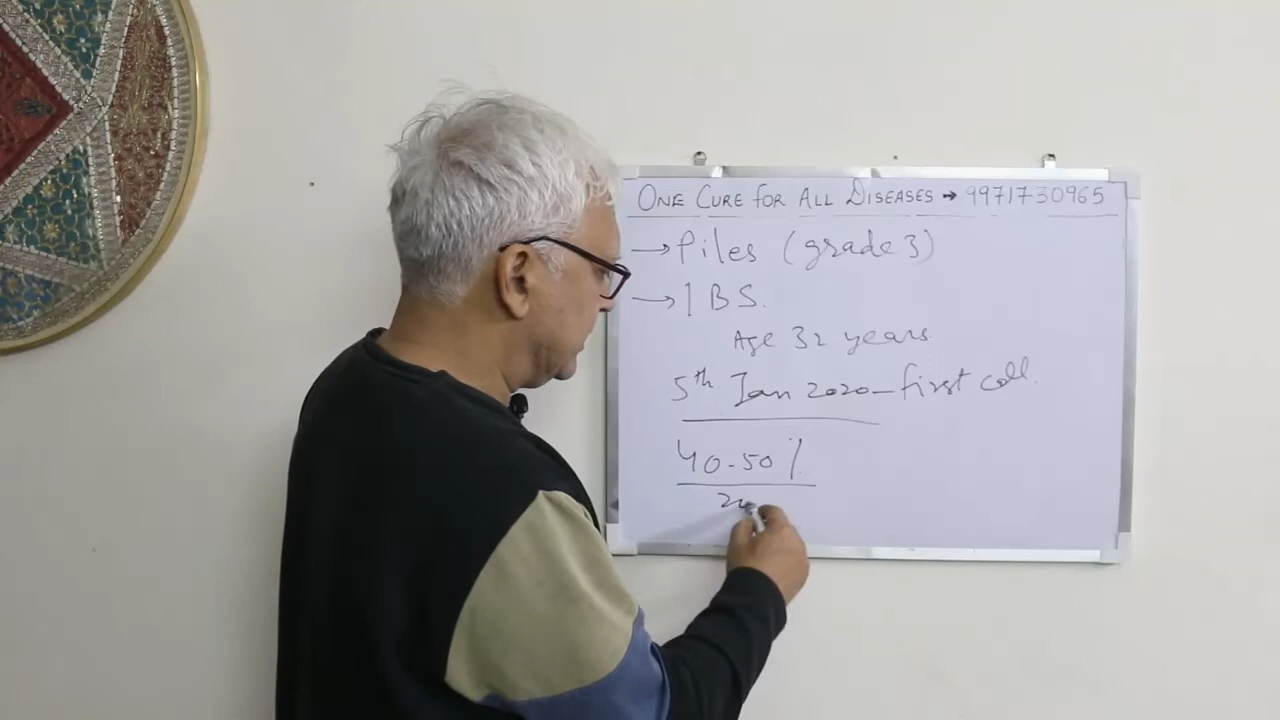 ONE CURE FOR ALL DISEASES → 9971730965
→ Piles (grade 3)
→ IBS.
Age 32 years
5th Jan 2020 - first call.
40-50%